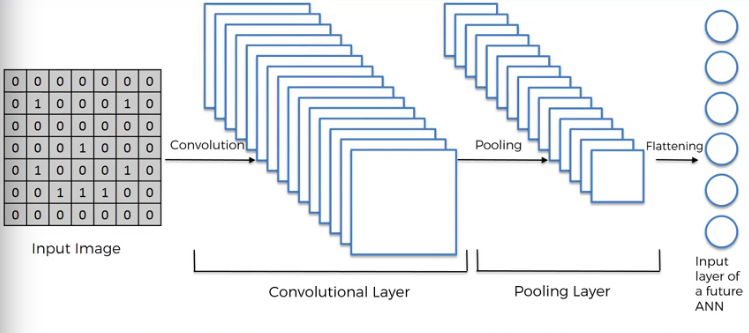 0 0 0 0 0 0 0
0 1 0 0 0 1 0
0 0 0 0 0 0 0
0 0 0 1 0 0 0
0 1 0 0 0 1 0
0 0 1 1 1 0 0
0 0 0 0 0 0 0
Input Image
Convolution
Pooling
Flattening
Convolutional Layer
Pooling Layer
Input
layer of
a future
ANN